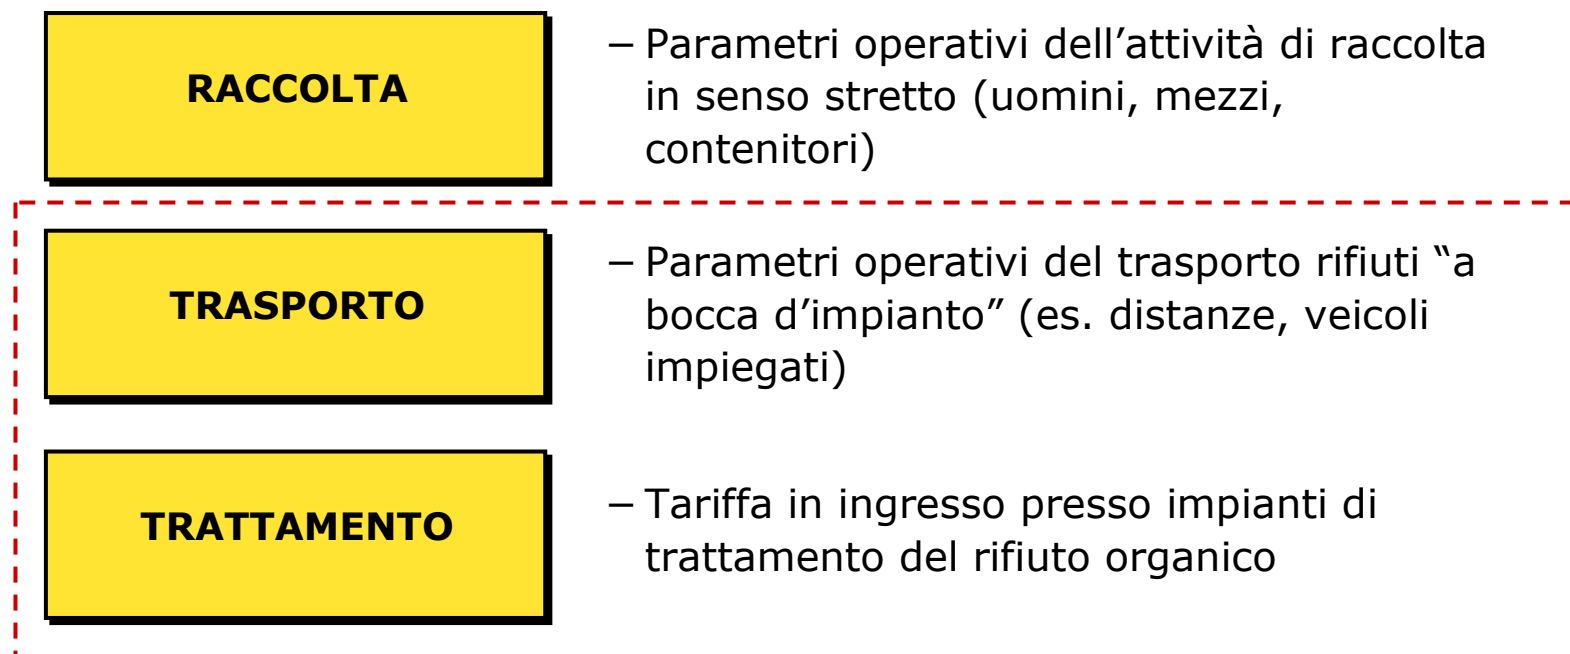 RACCOLTA
– Parametri operativi dell’attività di raccolta
in senso stretto (uomini, mezzi,
contenitori)
TRASPORTO
– Parametri operativi del trasporto rifiuti “a
bocca d’impianto” (es. distanze, veicoli
impiegati)
TRATTAMENTO
– Tariffa in ingresso presso impianti di
trattamento del rifiuto organico